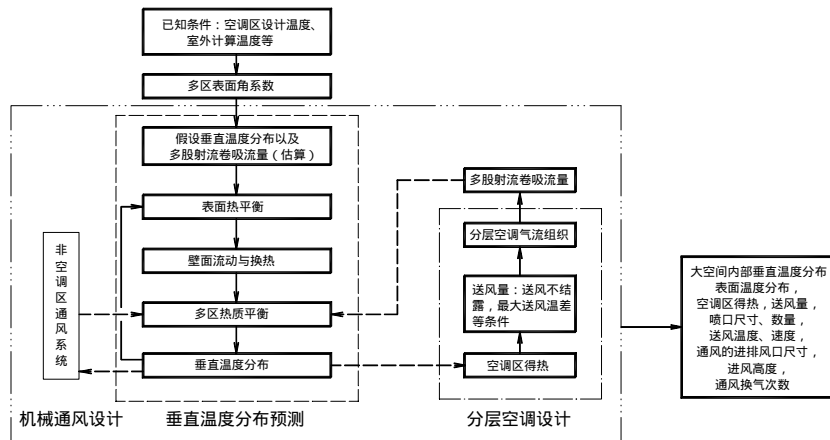 已知条件：空调区设计温度、
室外计算温度等
多区表面角系数
假设垂直温度分布以及
多股射流卷吸流量（估算）
表面热平衡
壁面流动与换热
多区热质平衡
垂直温度分布
非空调区通风系统
多股射流卷吸流量
分层空调气流组织
送风量：送风不结
露，最大送风温差
等条件
空调区得热
机械通风设计
垂直温度分布预测
分层空调设计
大空间内部垂直温度分布
表面温度分布，
空调区得热，送风量，
喷口尺寸、数量，
送风温度、速度，
通风的进排风口尺寸，
进风高度，
通风换气次数